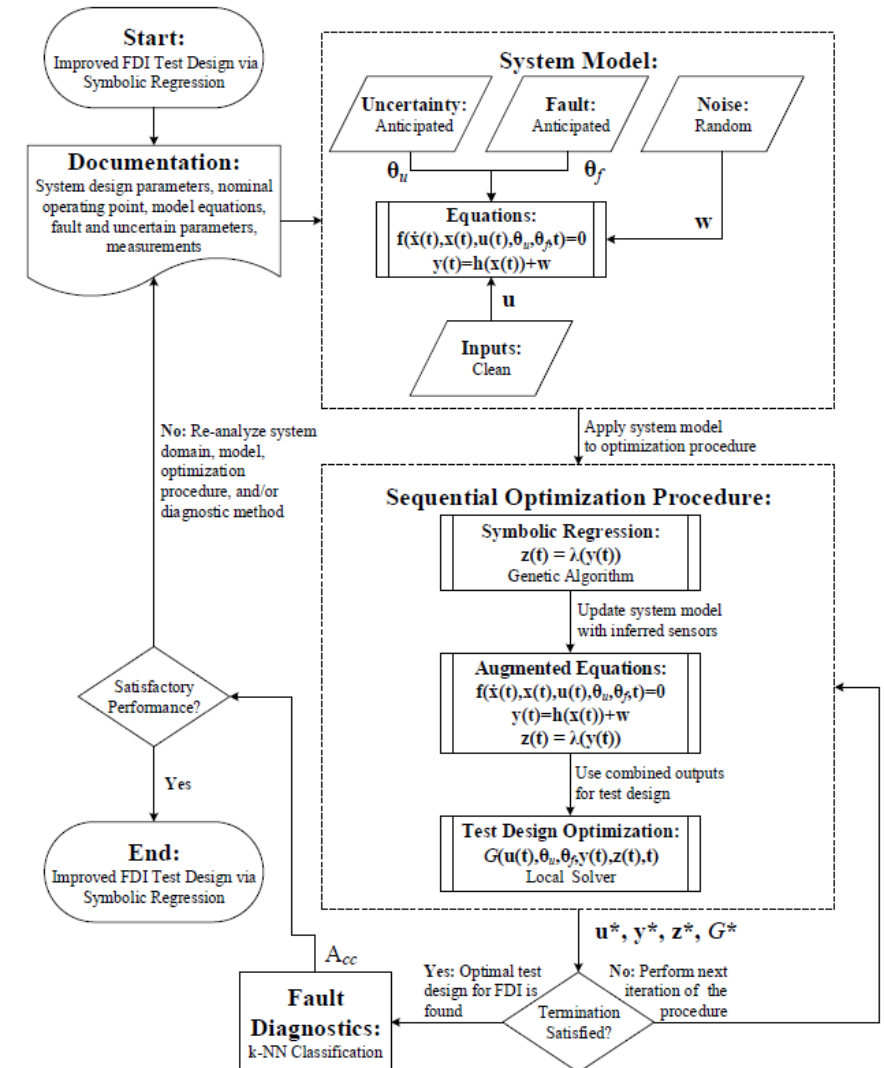 Start:
Improved FDI Test Design via
Symbolic Regression
Documentation:
System design parameters, nominal
operating point, model equations,
fault and uncertain parameters,
measurements
System Model:
Uncertainty:
Anticipated
Fault:
Anticipated
Noise:
Random
θu
θf
w
Equations:
f(ẋ(t),x(t),u(t),θu,θf,t)=0
y(t)=h(x(t))+w
u
Inputs:
Clean
Apply system model
to optimization procedure
Sequential Optimization Procedure:
Symbolic Regression:
z(t) = λ(y(t))
Genetic Algorithm
Update system model
with inferred sensors
Augmented Equations:
f(ẋ(t),x(t),u(t),θu,θf,t)=0
y(t)=h(x(t))+w
z(t) = λ(y(t))
Use combined outputs
for test design
Test Design Optimization:
G(u(t),θu,θf,y(t),z(t),t)
Local Solver
u*, y*, z*, G*
Termination
Satisfied?
No: Perform next
iteration of the
procedure
Yes: Optimal test
design for FDI is
found
Fault
Diagnostics:
k-NN Classification
Acc
Satisfactory
Performance?
No: Re-analyze system
domain, model,
optimization
procedure, and/or
diagnostic method
Yes
End:
Improved FDI Test Design via
Symbolic Regression